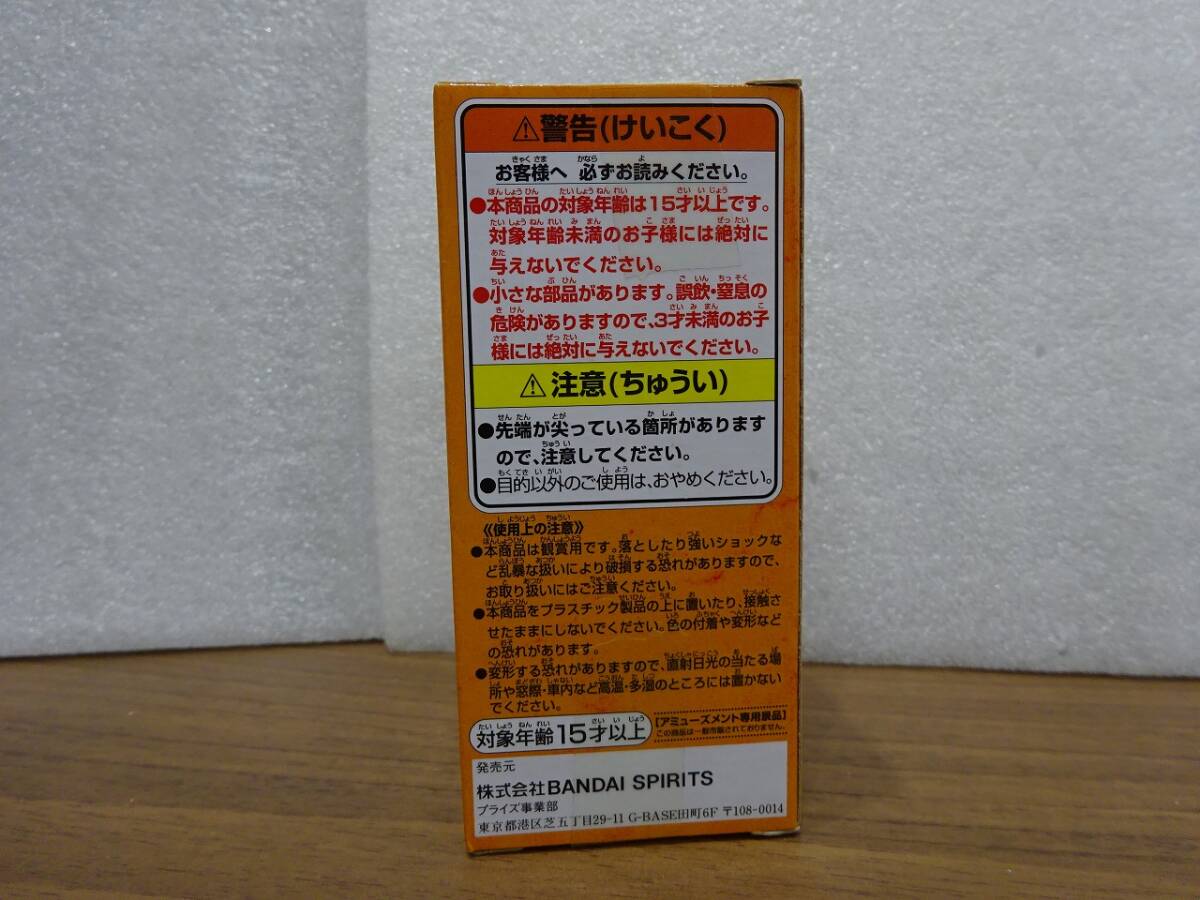 ⚠警告(けいこく)
お客様へ 必ずお読みください。
●本商品の対象年齢は15才以上です。
対象年齢未満のお子様には絶対に
与えないでください。
●小さな部品があります。誤飲・窒息の
危険がありますので、3才未満のお子
様には絶対に与えないでください。
⚠注意(ちゅうい)
●先端が尖っている箇所があります
ので、注意してください。
●目的以外のご使用は、おやめください。
《使用上の注意》
●本商品は観賞用です。落としたり強いショックな
ど乱暴な扱いにより破損する恐れがありますので、
お取り扱いにはご注意ください。
●本商品をプラスチック製品の上に置いたり、接触さ
せたままにしないでください。色の付着や変形など
の恐れがあります。
●変形する恐れがありますので、直射日光の当たる場
所や窓際・車内など高温・多湿のところには置かない
でください。
対象年齢15才以上
[アミューズメント専用景品]
この商品は一般市販されておりません。
発売元
株式会社BANDAI SPIRITS
プライズ事業部
東京都港区芝五丁目29-11 G-BASE田町6F 〒108-0014